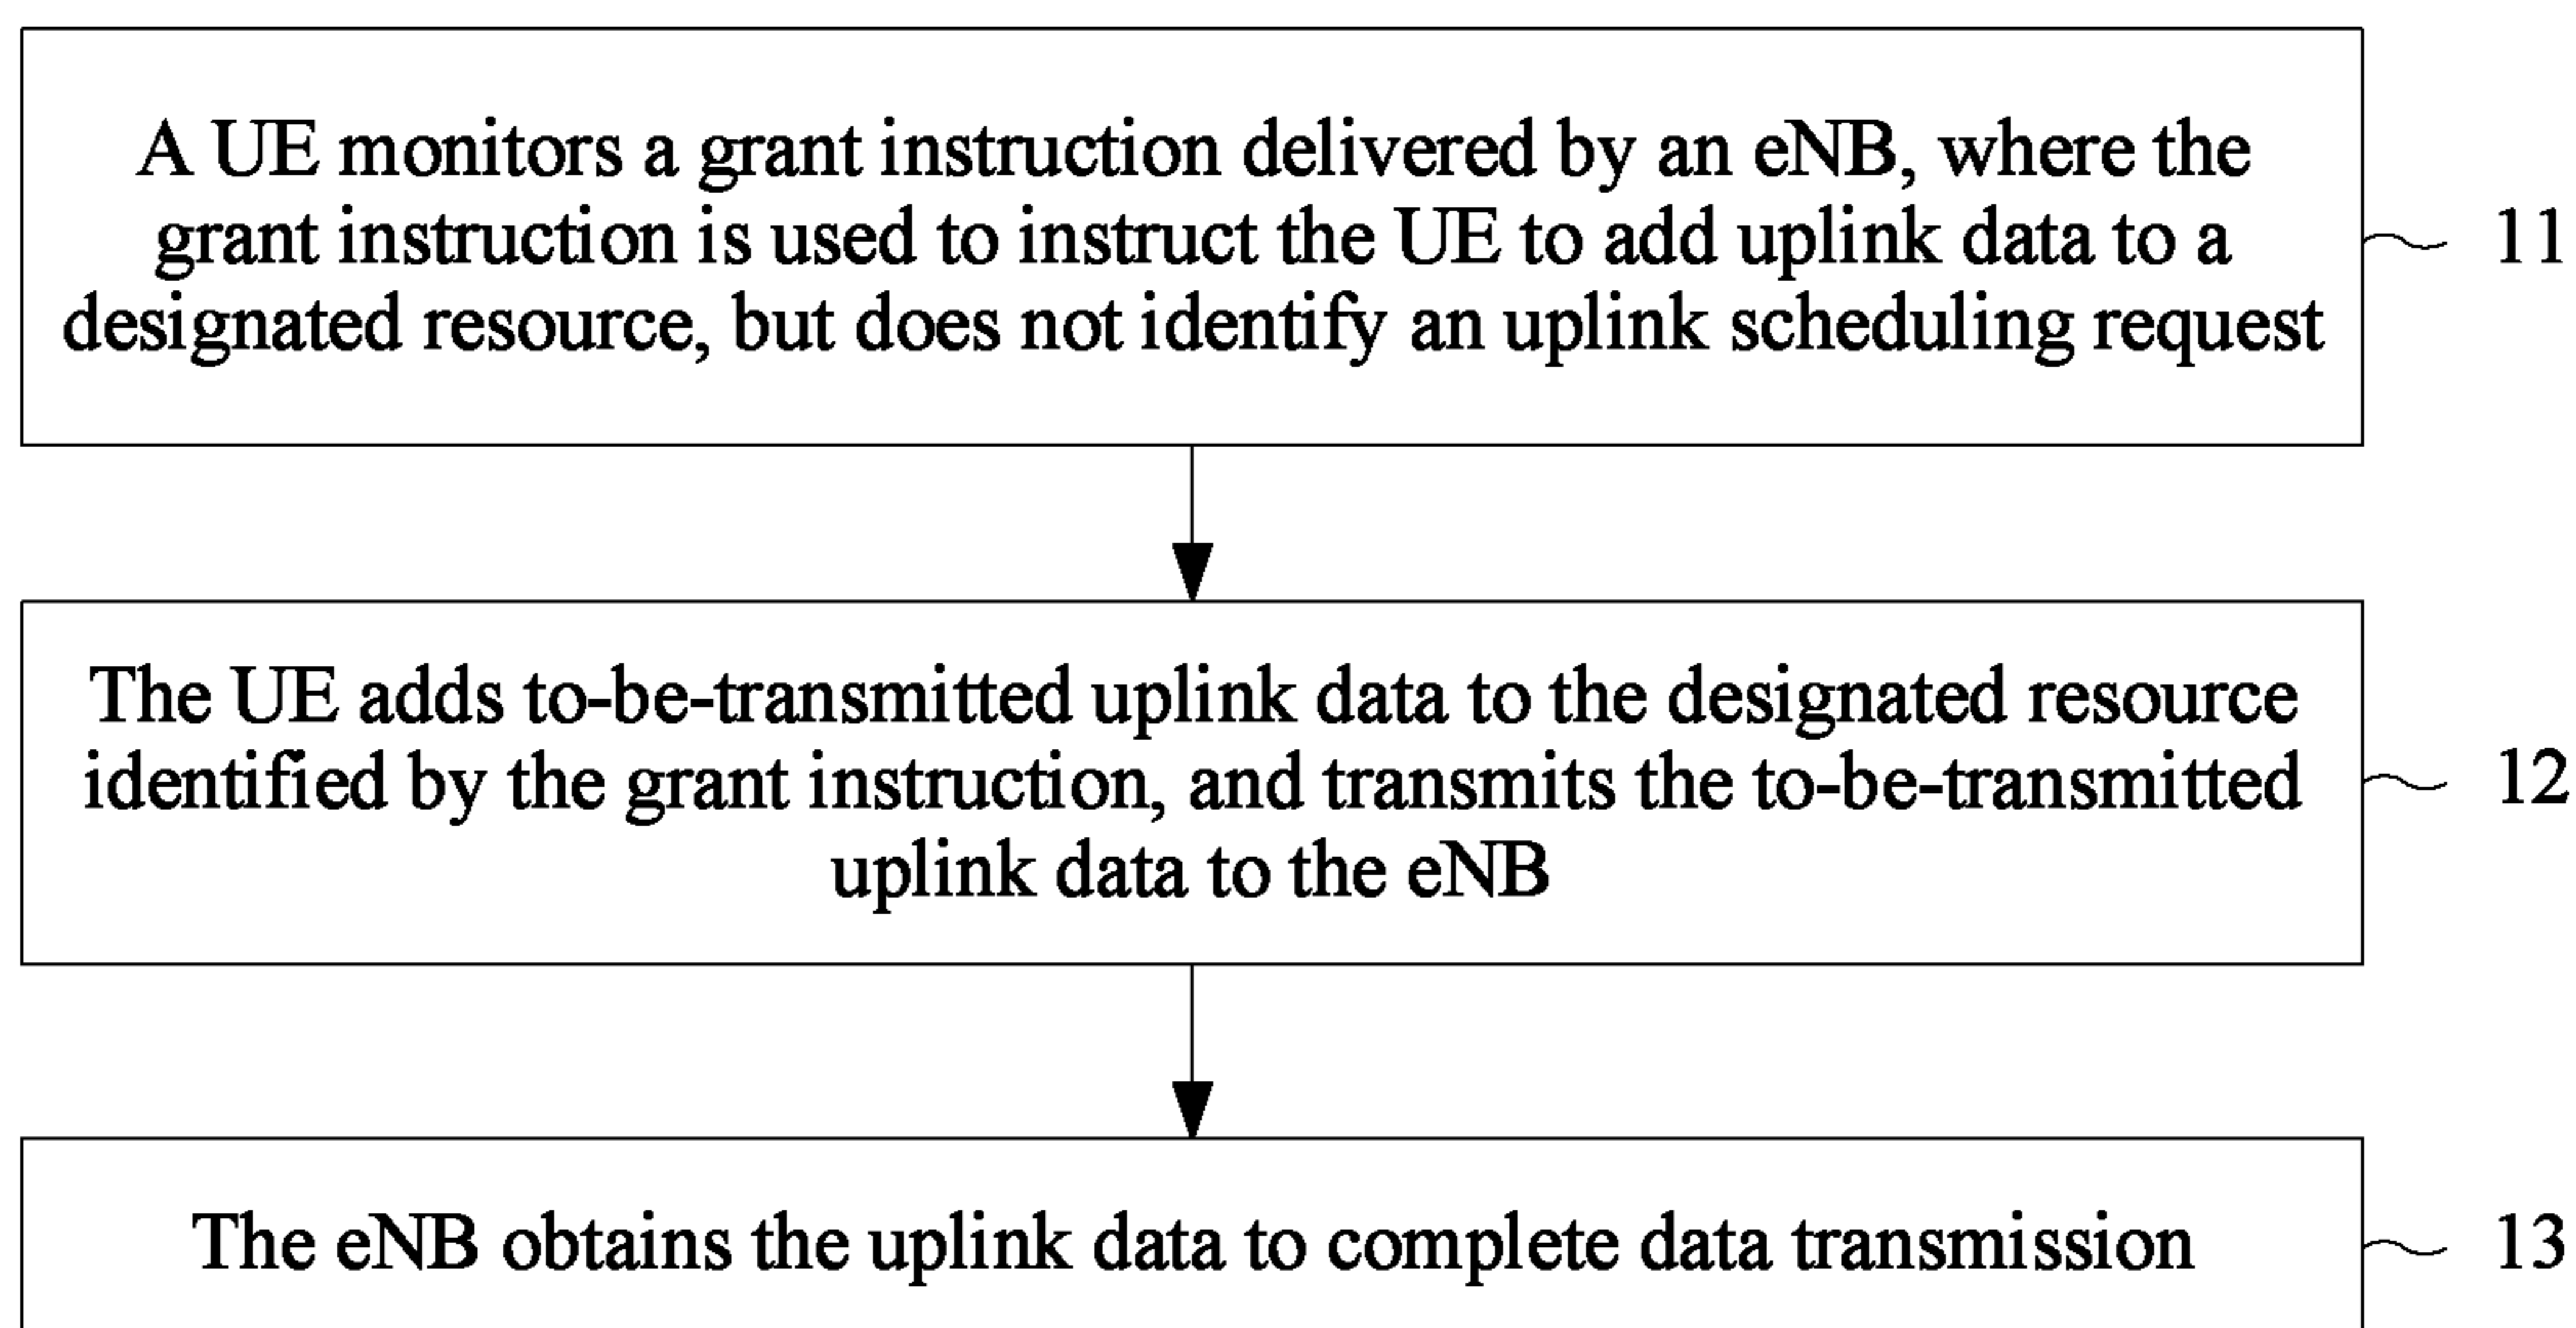 A UE monitors a grant instruction delivered by an eNB, where the
grant instruction is used to instruct the UE to add uplink data to a
designated resource, but does not identify an uplink scheduling request
11
The UE adds to-be-transmitted uplink data to the designated resource
identified by the grant instruction, and transmits the to-be-transmitted
uplink data to the eNB
12
The eNB obtains the uplink data to complete data transmission
13